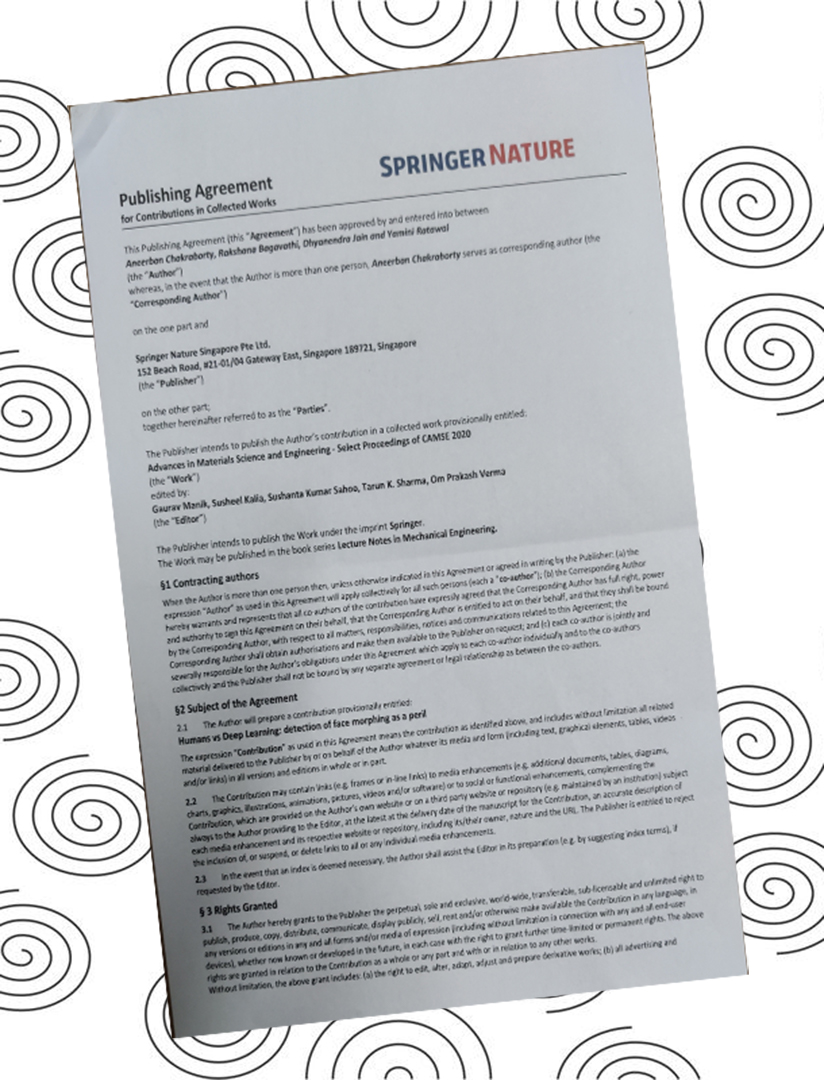 SPRINGER NATURE
Publishing Agreement
for Contributions in Collected Works
This Publishing Agreement (this "Agreement") has been approved by and entered into between
Aneerban Chakraborty, Rakshana Bagavathi, Dhyanendra Jain and Yamini Ratawal
(the "Author")
whereas, in the event that the Author is more than one person, Aneerban Chakraborty serves as corresponding author (the
"Corresponding Author")
on the one part and
Springer Nature Singapore Pte Ltd.
152 Beach Road, #21-01/04 Gateway East, Singapore 189721, Singapore
(the "Publisher")
on the other part;
together hereinafter referred to as the "Parties".
The Publisher intends to publish the Author's contribution in a collected work provisionally entitled:
Advances in Materials Science and Engineering - Select Proceedings of CAMSE 2020
(the "Work")
edited by:
Gaurav Manik, Susheel Kalia, Sushanta Kumar Sahoo, Tarun K. Sharma, Om Prakash Verma
(the "Editor")
The Publisher intends to publish the Work under the imprint Springer.
The Work may be published in the book series Lecture Notes in Mechanical Engineering.
§1 Contracting authors
When the Author is more than one person then, unless otherwise indicated in this Agreement or agreed in writing by the Publisher: (a) the
expression "Author" as used in this Agreement will apply collectively for all such persons (each a "co-author"); (b) the Corresponding Author
hereby warrants and represents that all co-authors of the contribution have expressly agreed that the Corresponding Author has full right, power
and authority to sign this Agreement on their behalf, that the Corresponding Author is entitled to act on their behalf, and that they shall be bound
by the Corresponding Author, with respect to all matters, responsibilities, notices and communications related to this Agreement; the
Corresponding Author shall obtain authorisations and make them available to the Publisher on request; and (c) each co-author is jointly and
severally responsible for the Author's obligations under this Agreement which apply to each co-author individually and to the co-authors
collectively and the Publisher shall not be bound by any separate agreement or legal relationship as between the co-authors.
§2 Subject of the Agreement
2.1 The Author will prepare a contribution provisionally entitled:
Humans vs Deep Learning: detection of face morphing as a peril
The expression "Contribution" as used in this Agreement means the contribution as identified above, and includes without limitation all related
material delivered to the Publisher by or on behalf of the Author whatever its media and form (including text, graphical elements, tables, videos
and/or links) in all versions and editions in whole or in part.
2.2 The Contribution may contain links (e.g. frames or in-line links) to media enhancements (e.g. additional documents, tables, diagrams,
charts, graphics, illustrations, animations, pictures, videos and/or software) or to social or functional enhancements, complementing the
Contribution, which are provided on the Author's own website or on a third party website or repository (e.g. maintained by an institution) subject
always to the Author providing to the Editor, at the latest at the delivery date of the manuscript for the Contribution, an accurate description of
each media enhancement and its respective website or repository, including its/their owner, nature and the URL. The Publisher is entitled to reject
the inclusion of, or suspend, or delete links to all or any individual media enhancements.
2.3 In the event that an index is deemed necessary, the Author shall assist the Editor in its preparation (e.g. by suggesting index terms), if
requested by the Editor.
§ 3 Rights Granted
3.1 The Author hereby grants to the Publisher the perpetual, sole and exclusive, world-wide, transferable, sub-licensable and unlimited right to
publish, produce, copy, distribute, communicate, display publicly, sell, rent and/or otherwise make available the Contribution in any language, in
any versions or editions in any and all forms and/or media of expression (including without limitation in connection with any and all end-user
devices), whether now known or developed in the future, in each case with the right to grant further time-limited or permanent rights. The above
rights are granted in relation to the Contribution as a whole or any part and with or in relation to any other works.
Without limitation, the above grant includes: (a) the right to edit, alter, adapt, adjust and prepare derivative works; (b) all advertising and